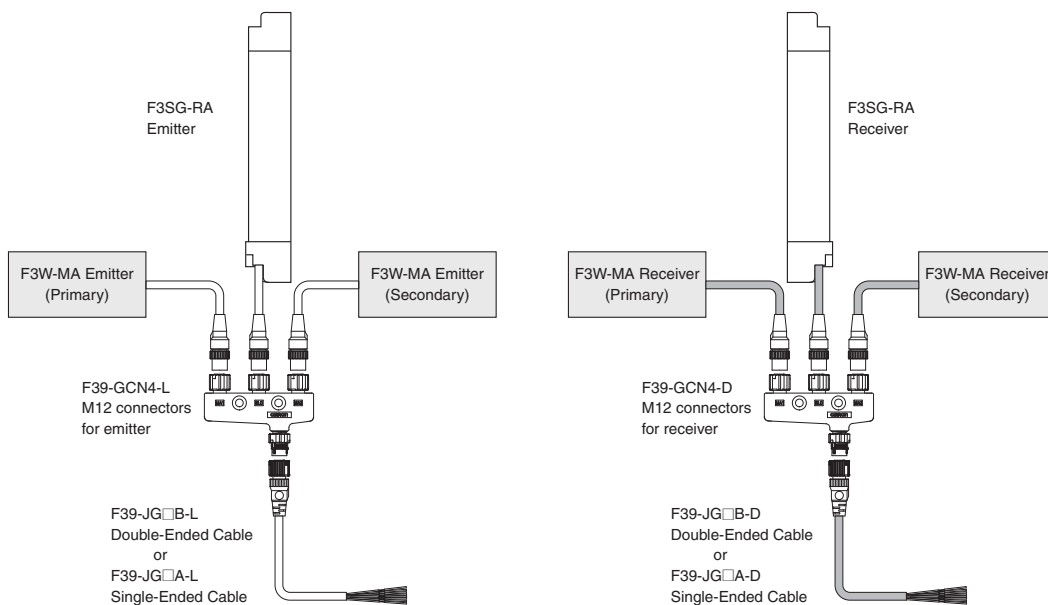 F3SG-RA
Emitter
F3W-MA Emitter
(Primary)
F3W-MA Emitter
(Secondary)
F39-GCN4-L
M12 connectors
for emitter
F39-JG□B-L
Double-Ended Cable
or
F39-JG□A-L
Single-Ended Cable
F3SG-RA
Receiver
F3W-MA Receiver
(Primary)
F3W-MA Receiver
(Secondary)
F39-GCN4-D
M12 connectors
for receiver
F39-JG□B-D
Double-Ended Cable
or
F39-JG□A-D
Single-Ended Cable